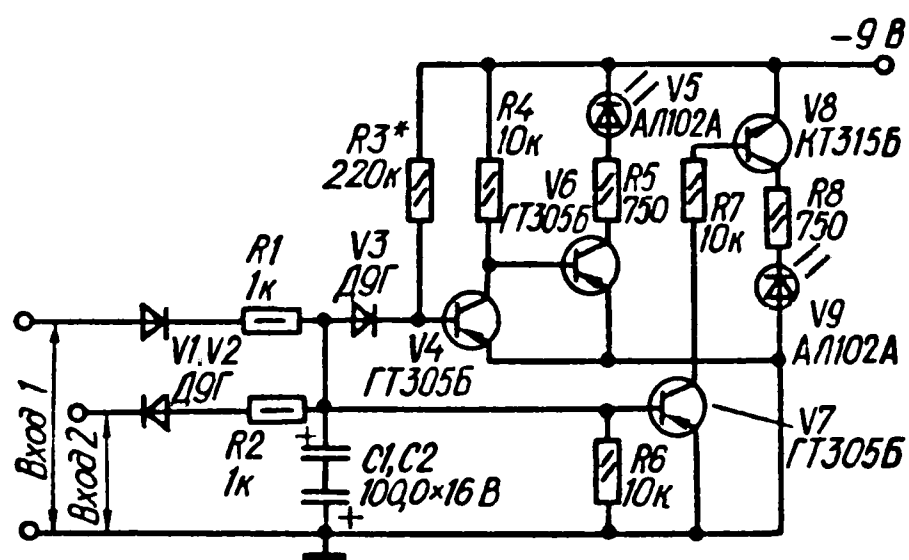 -9 В
R3*
220к
R4
10к
V5
АЛ102А
V8
КТ315Б
V6
ГТ305Б
R5
750
R7
10к
R8
750
R1
1к
V3
Д9Г
V4
ГТ305Б
V9
АЛ102А
V1, V2
Д9Г
Вход 1
Вход 2
R2
1к
+
C1, C2
100,0×16 В
+
R6
10к
V7
ГТ305Б